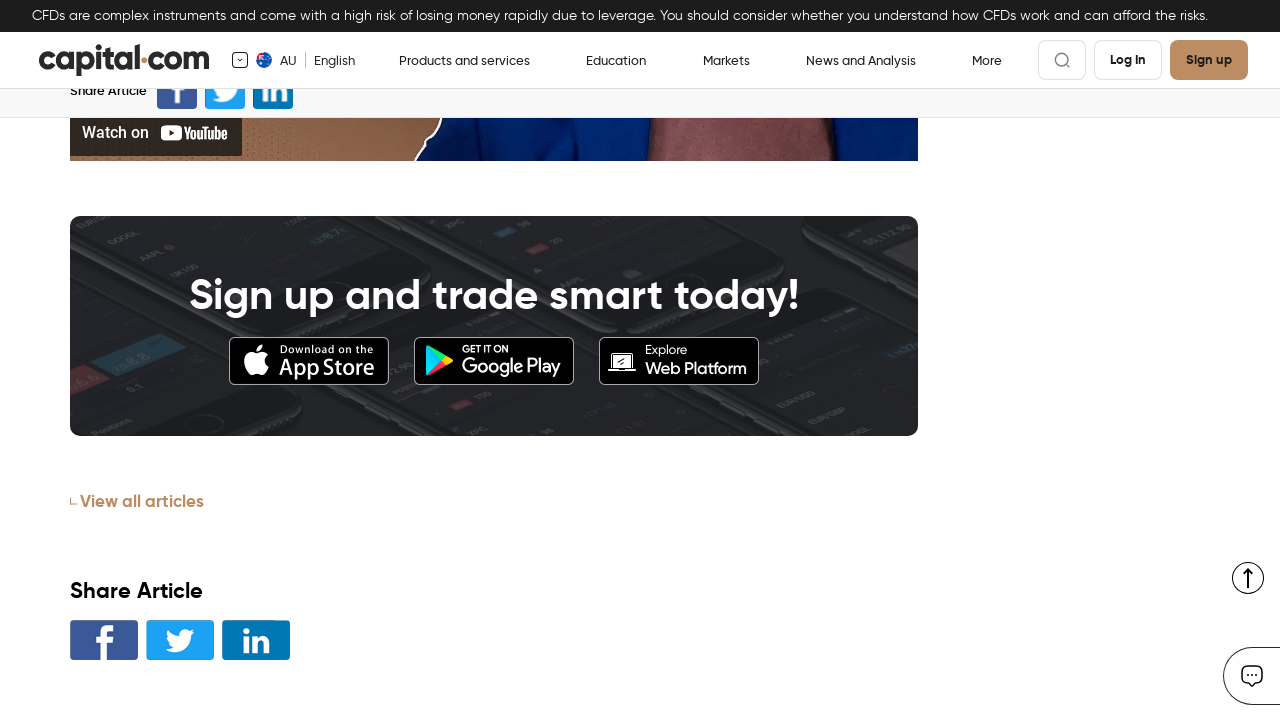 CFDs are complex instruments and come with a high risk of losing money rapidly due to leverage. You should consider whether you understand how CFDs work and can afford the risks.
capital.com AU English Products and services Education Markets News and Analysis More Log In Sign up
Share Article
Watch on YouTube
Sign up and trade smart today!
Download on the App Store
GET IT ON Google Play
Explore Web Platform
View all articles
Share Article